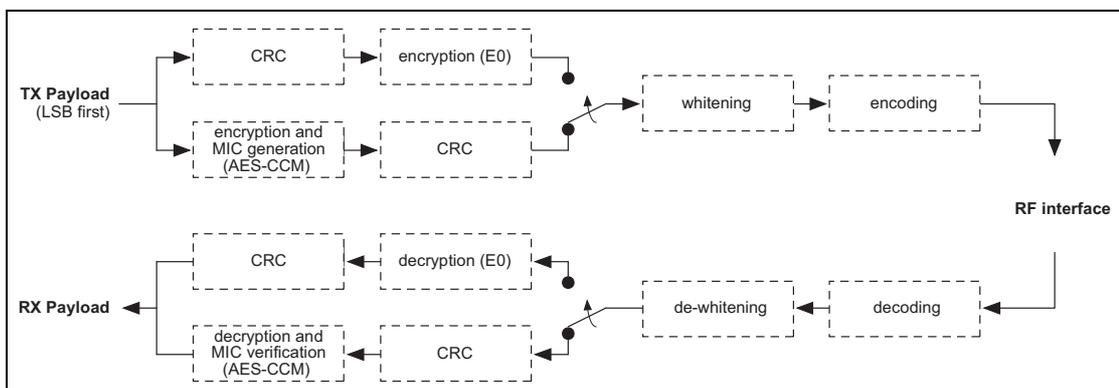 CRC
encryption (E0)
TX Payload
(LSB first)
whitening
encoding
encryption and
MIC generation
(AES-CCM)
CRC
RF interface
CRC
decryption (E0)
RX Payload
de-whitening
decoding
decryption and
MIC verification
(AES-CCM)
CRC